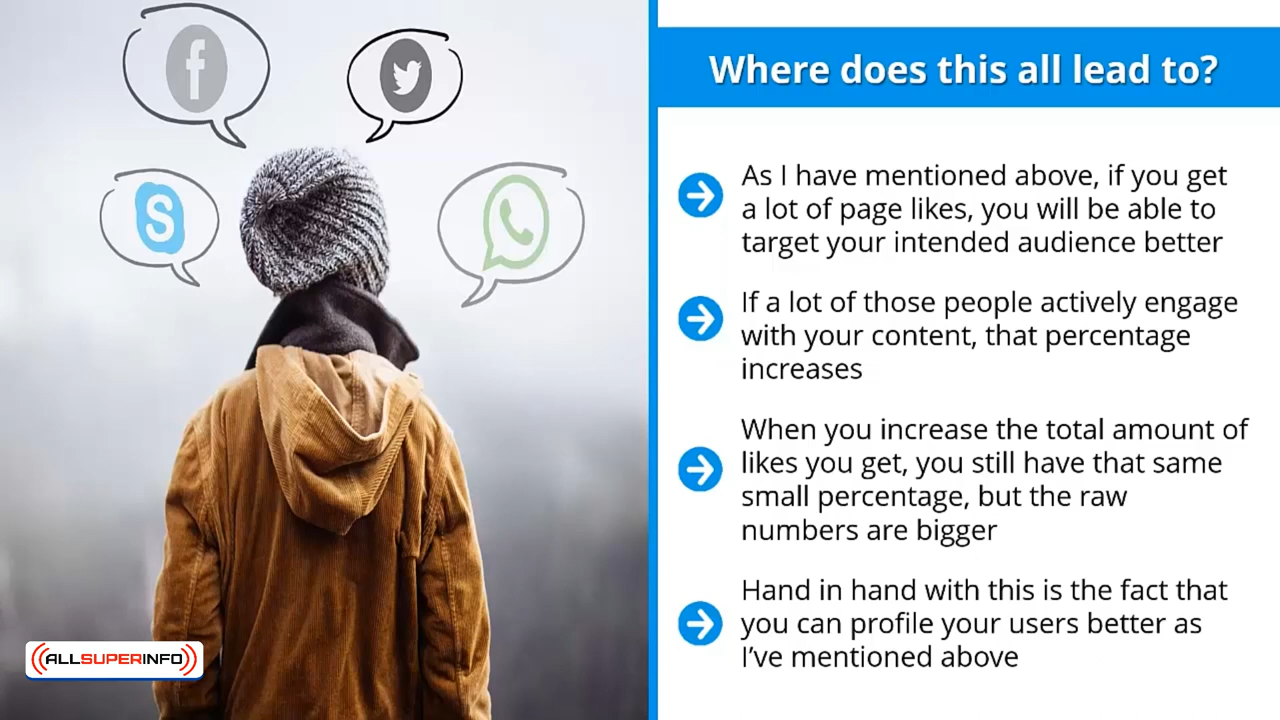 Where does this all lead to?
As I have mentioned above, if you get
a lot of page likes, you will be able to
target your intended audience better
If a lot of those people actively engage
with your content, that percentage
increases
When you increase the total amount of
likes you get, you still have that same
small percentage, but the raw
numbers are bigger
Hand in hand with this is the fact that
you can profile your users better as
I’ve mentioned above
ALLSUPERINFO